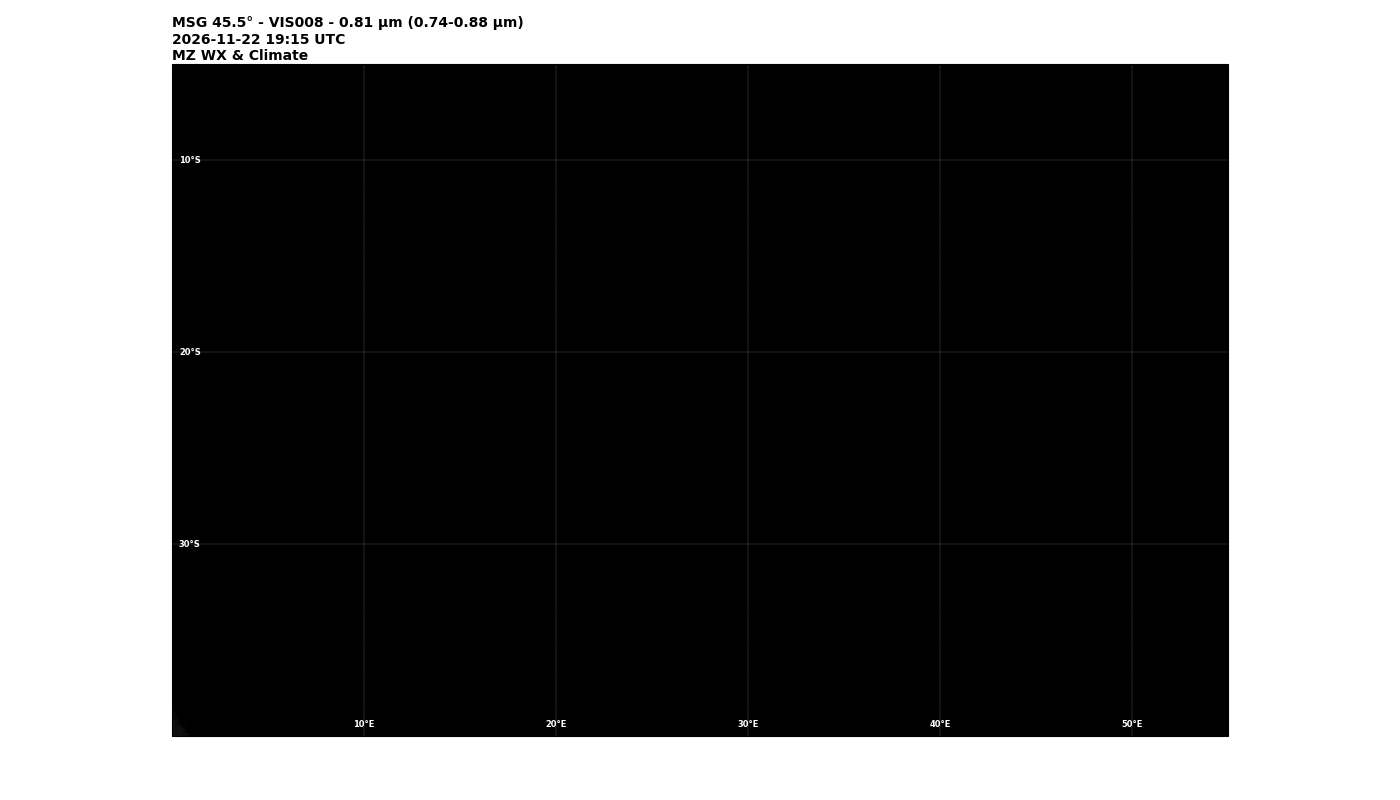 MSG 45.5° - VIS008 - 0.81 µm (0.74-0.88 µm)
2026-11-22 19:15 UTC
MZ WX & Climate
10°S
20°S
30°S
10°E 20°E 30°E 40°E 50°E